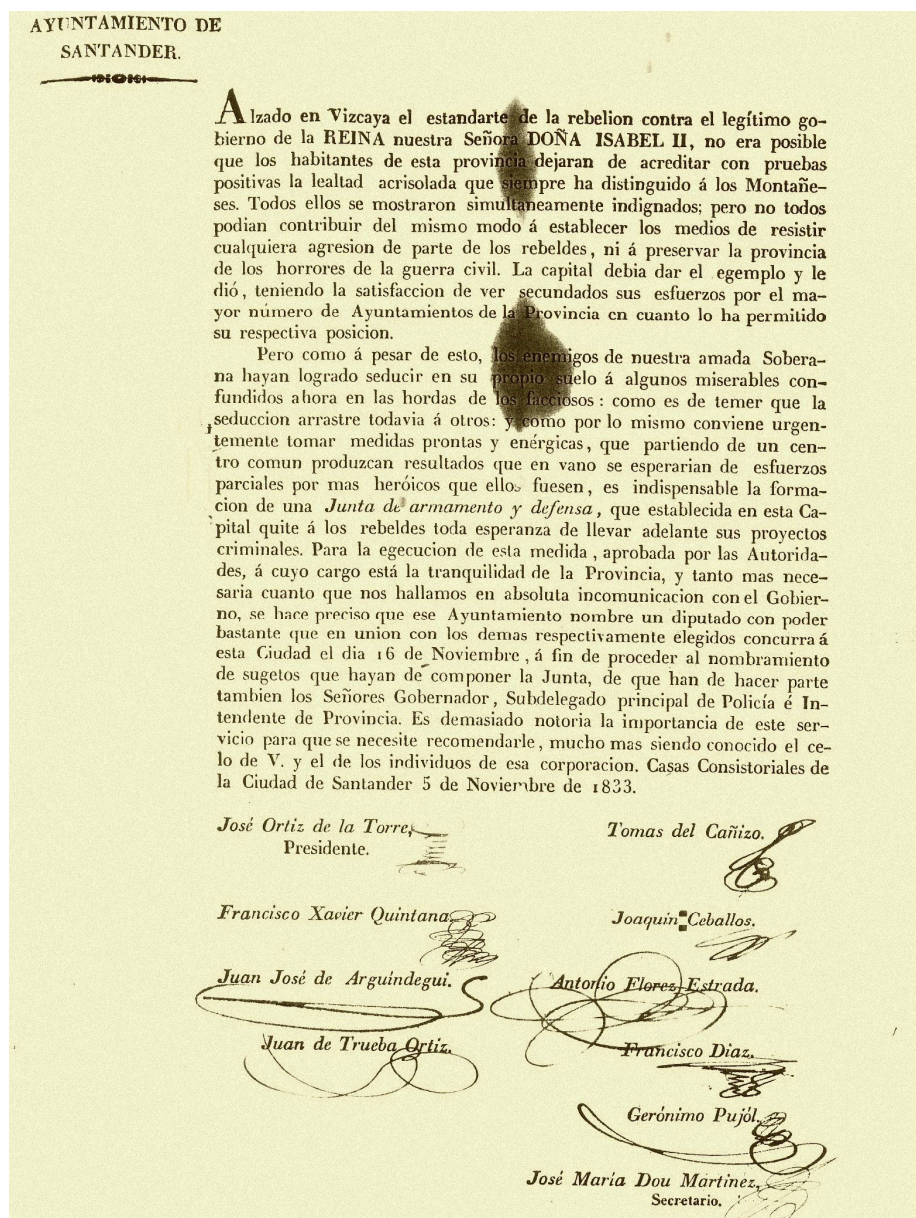 AYUNTAMIENTO DE
SANTANDER.
Alzado en Vizcaya el estandarte de la rebelion contra el legítimo go-
bierno de la REINA nuestra Señora DOÑA ISABEL II, no era posible
que los habitantes de esta provincia dejaran de acreditar con pruebas
positivas la lealtad acrisolada que siempre ha distinguido á los Montañe-
ses. Todos ellos se mostraron simultaneamente indignados; pero no todos
podian contribuir del mismo modo á establecer los medios de resistir
cualquiera agresion de parte de los rebeldes, ni á preservar la provincia
de los horrores de la guerra civil. La capital debia dar el egemplo y le
dió, teniendo la satisfaccion de ver secundados sus esfuerzos por el ma-
yor número de Ayuntamientos de la Provincia en cuanto lo ha permitido
su respectiva posicion.
Pero como á pesar de esto, los enemigos de nuestra amada Sobera-
na hayan logrado seducir en su propio suelo á algunos miserables con-
fundidos ahora en las hordas de los facciosos: como es de temer que la
seduccion arrastre todavia á otros: y como por lo mismo conviene urgen-
temente tomar medidas prontas y enérgicas, que partiendo de un cen-
tro comun produzcan resultados que en vano se esperarian de esfuerzos
parciales por mas heróicos que ellos fuesen, es indispensable la forma-
cion de una Junta de armamento y defensa, que establecida en esta Ca-
pital quite á los rebeldes toda esperanza de llevar adelante sus proyectos
criminales. Para la egecucion de esta medida, aprobada por las Autorida-
des, á cuyo cargo está la tranquilidad de la Provincia, y tanto mas nece-
saria cuanto que nos hallamos en absoluta incomunicacion con el Gobier-
no, se hace preciso que ese Ayuntamiento nombre un diputado con poder
bastante que en union con los demas respectivamente elegidos concurra á
esta Ciudad el dia 16 de Noviembre, á fin de proceder al nombramiento
de sugetos que hayan de componer la Junta, de que han de hacer parte
tambien los Señores Gobernador, Subdelegado principal de Policía é In-
tendente de Provincia. Es demasiado notoria la importancia de este ser-
vicio para que se necesite recomendarle, mucho mas siendo conocido el ce-
lo de V. y el de los individuos de esa corporacion. Casas Consistoriales de
la Ciudad de Santander 5 de Noviembre de 1833.
José Ortiz de la Torre,
Presidente.
Tomas del Cañizo.
Francisco Xavier Quintana.
Joaquin Ceballos.
Juan José de Arguindegui.
Antonio Florez Estrada.
Juan de Trueba Ortiz.
Francisco Diaz.
Gerónimo Pujól.
José María Dou Martinez,
Secretario.